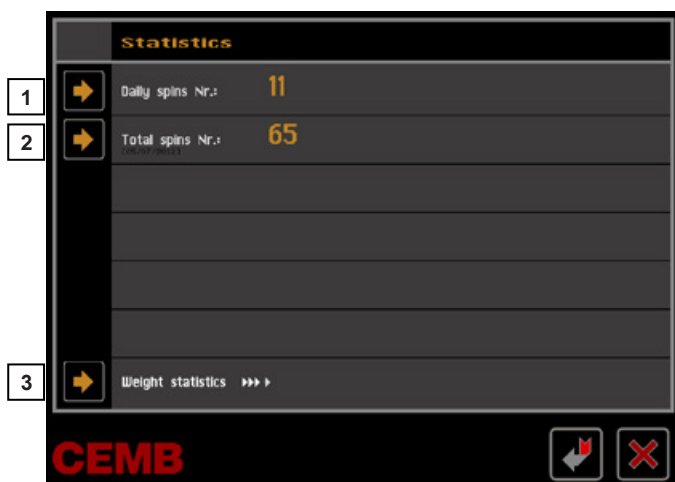 Statistics
1
Daily spins Nr.: 11
2
Total spins Nr.: 65
3
Weight statistics
CEMB